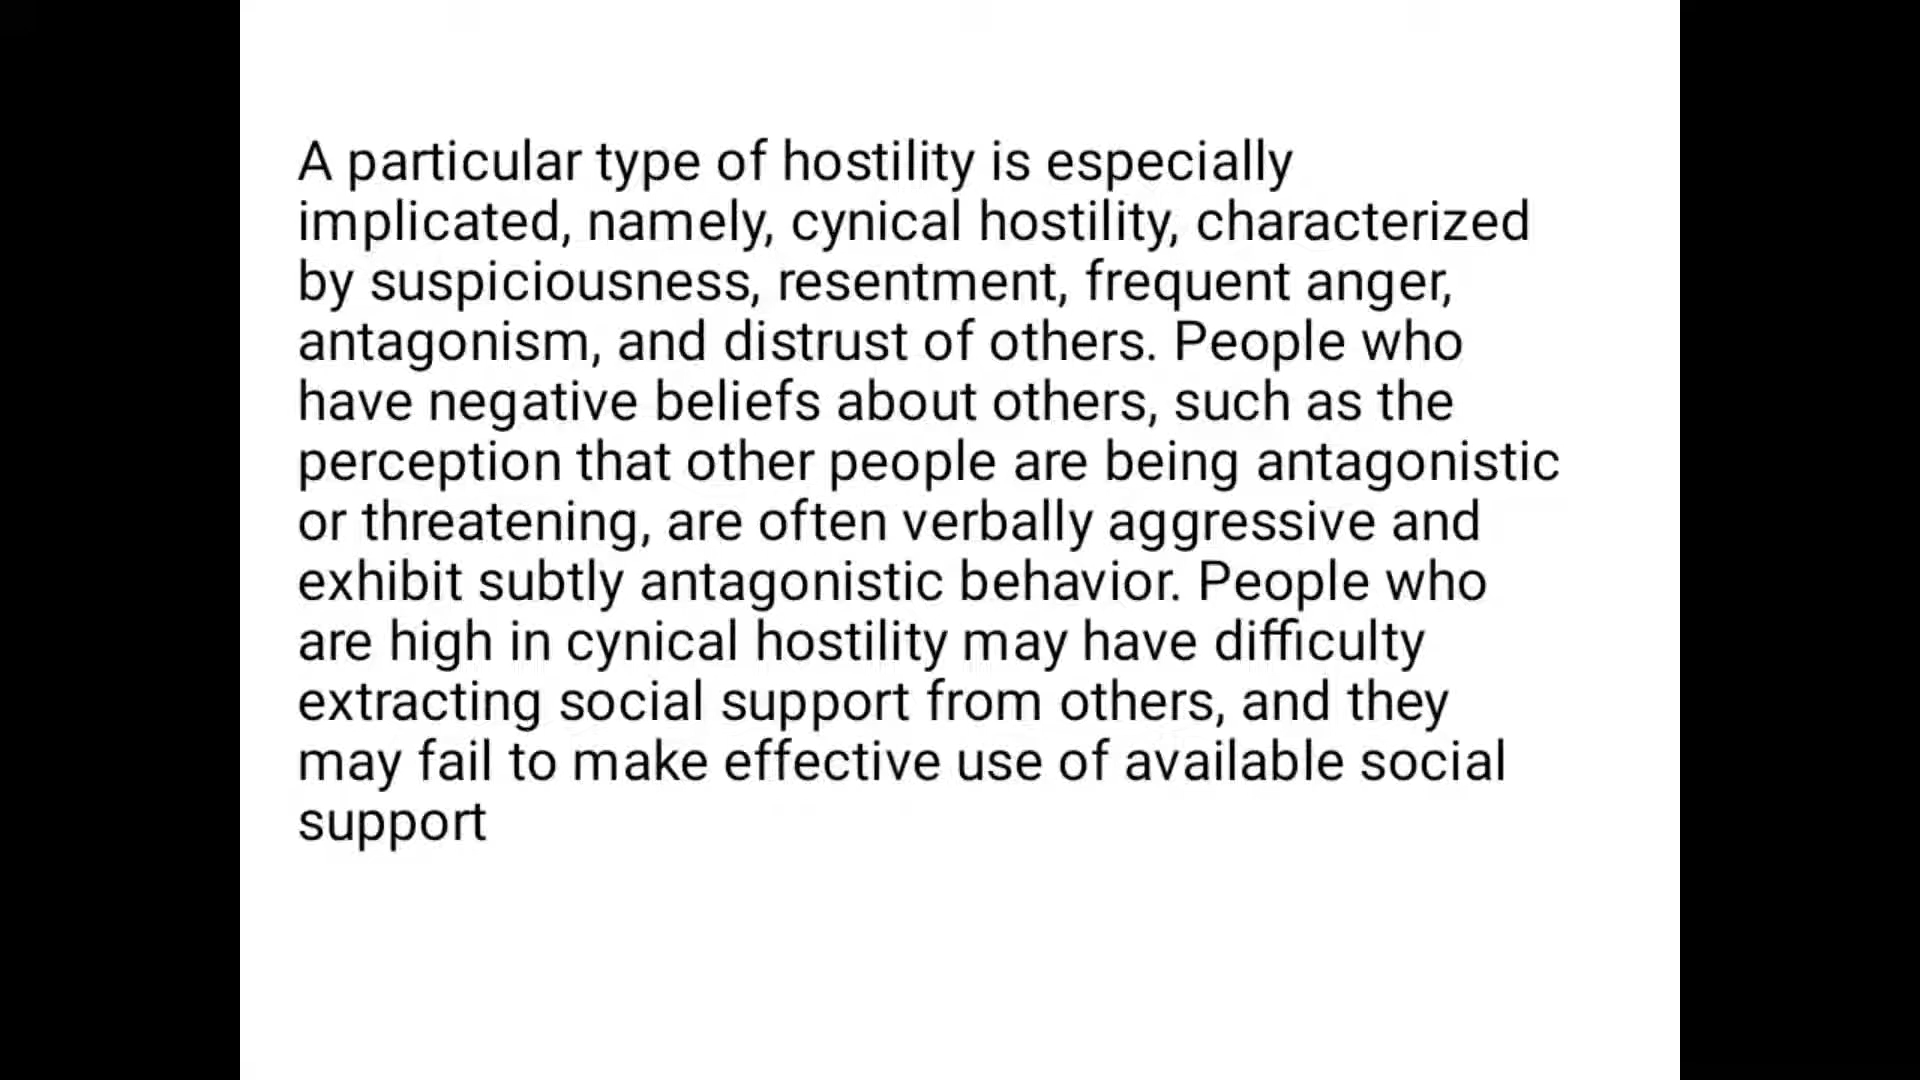 A particular type of hostility is especially
implicated, namely, cynical hostility, characterized
by suspiciousness, resentment, frequent anger,
antagonism, and distrust of others. People who
have negative beliefs about others, such as the
perception that other people are being antagonistic
or threatening, are often verbally aggressive and
exhibit subtly antagonistic behavior. People who
are high in cynical hostility may have difficulty
extracting social support from others, and they
may fail to make effective use of available social
support